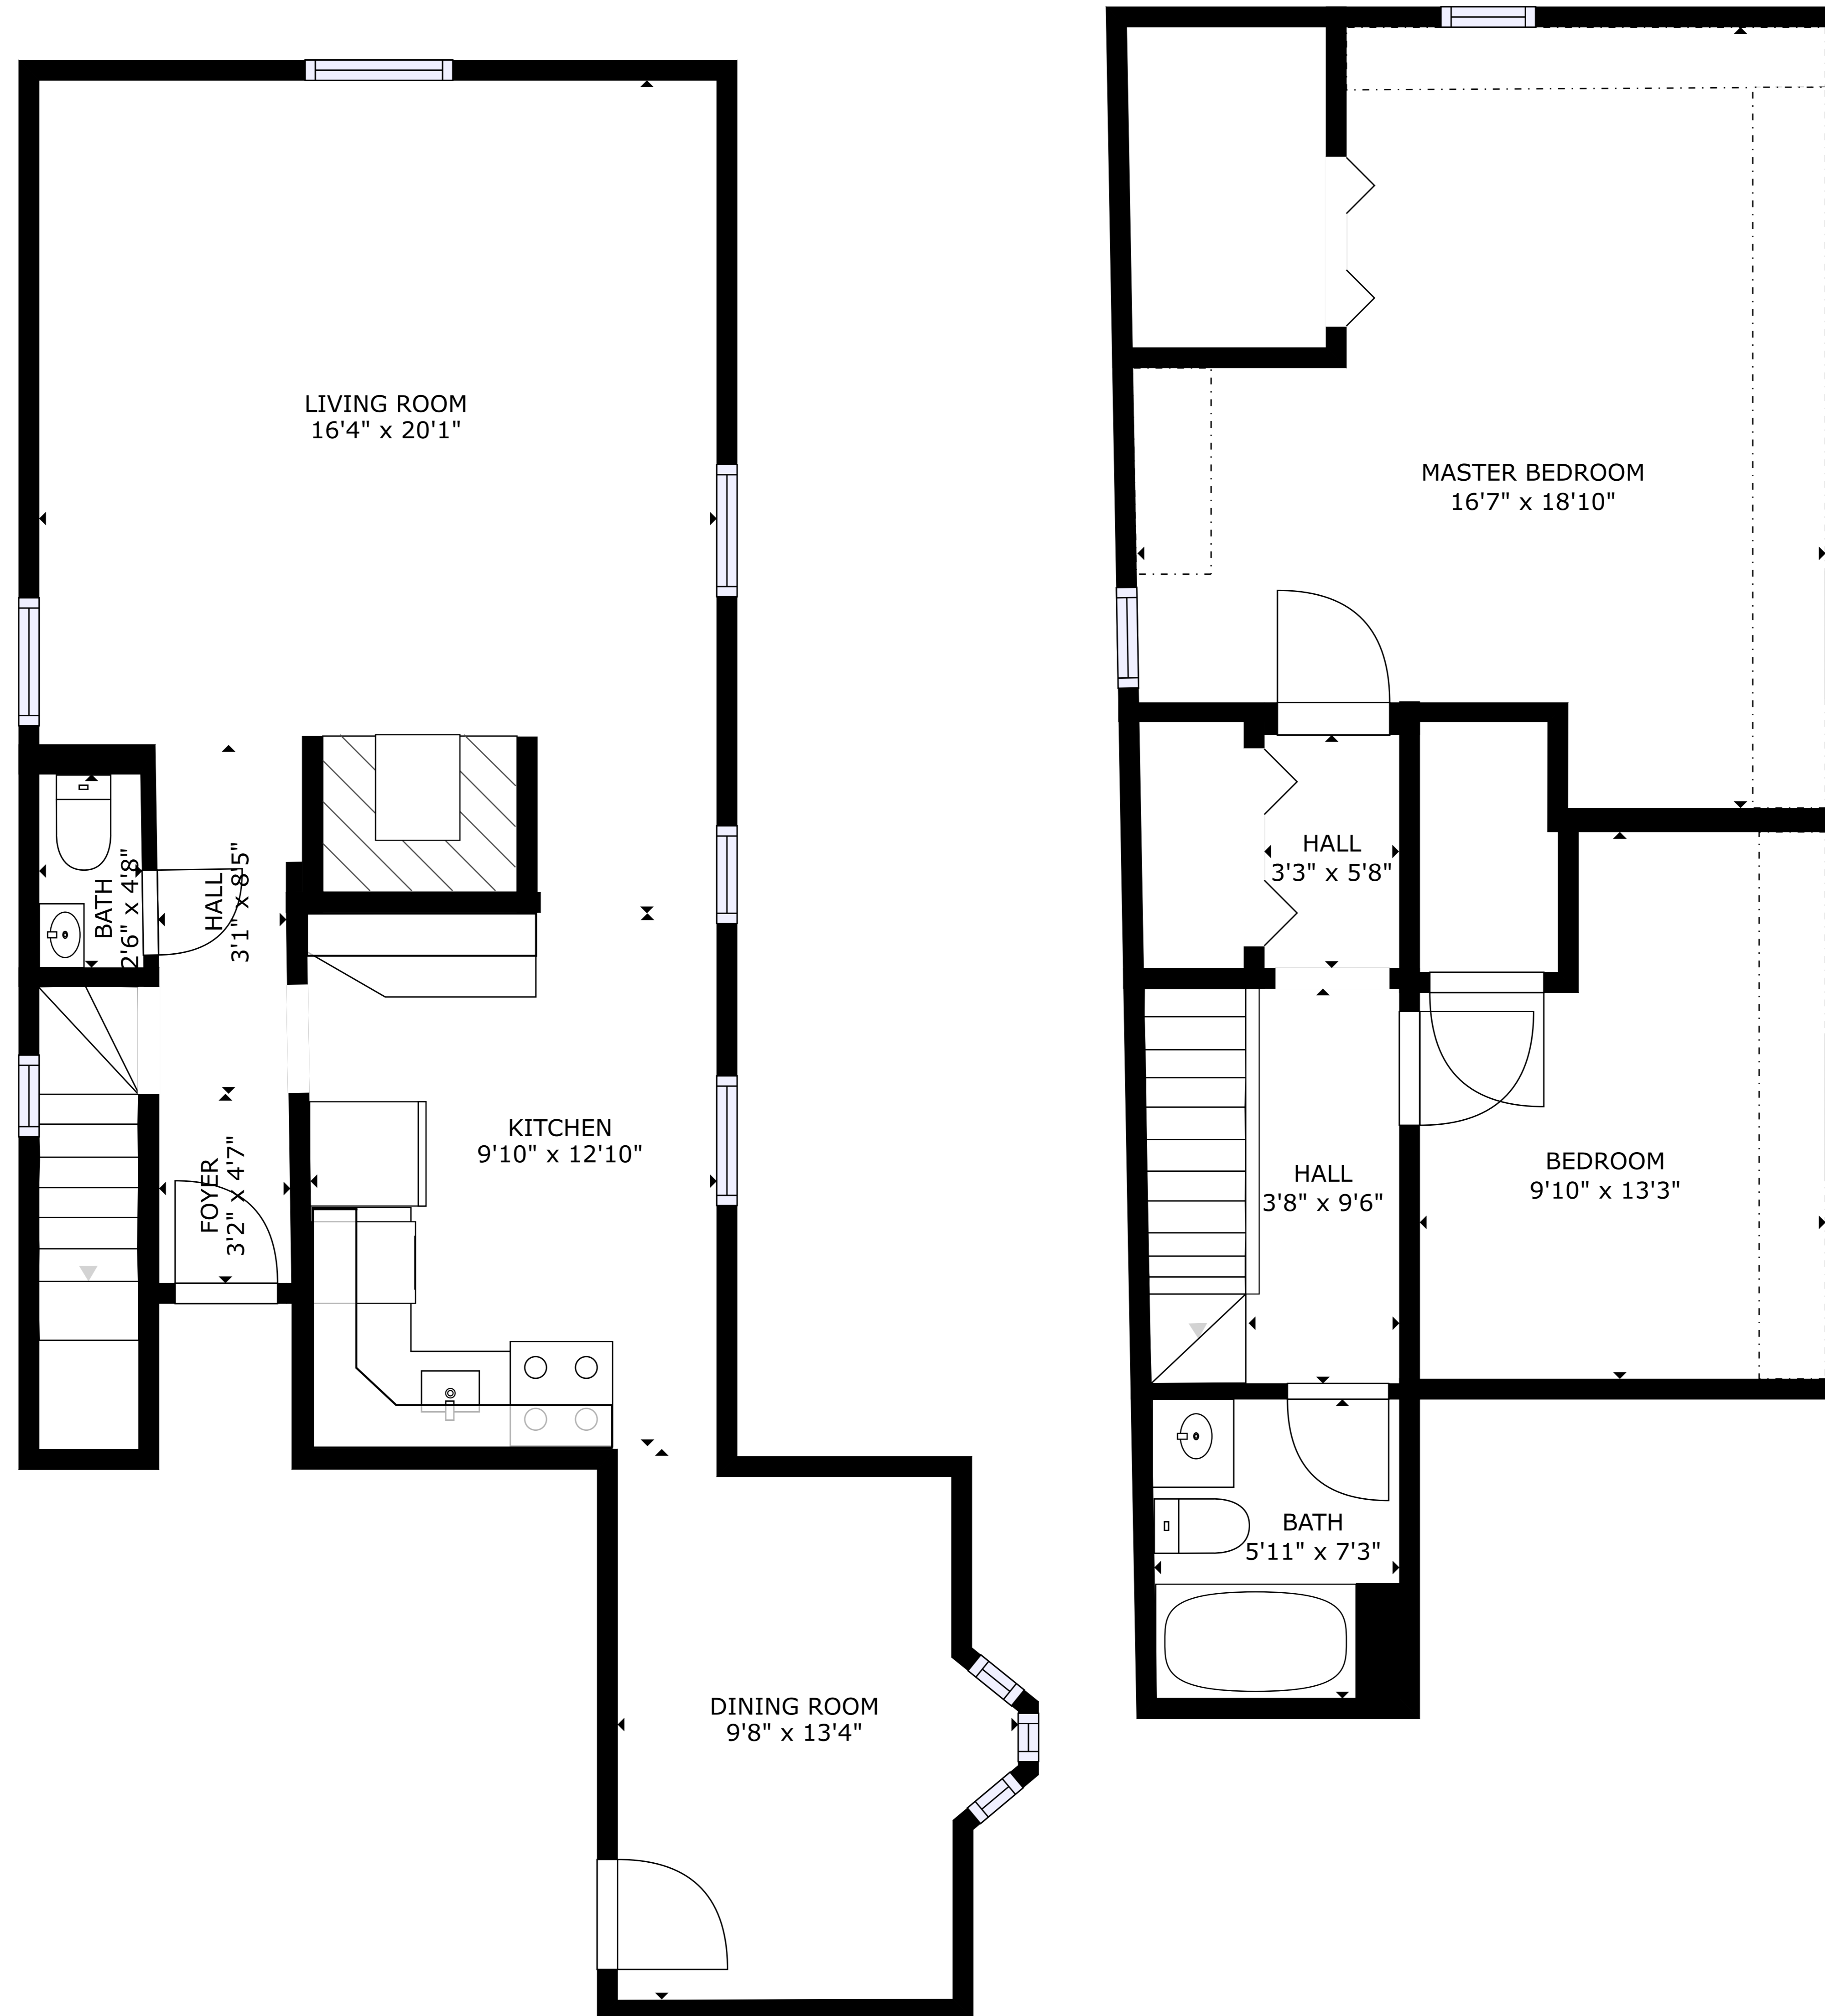 LIVING ROOM
16'4" x 20'1"
BATH
2'6" x 4'8"
HALL
3'1" x 8'5"
FOYER
3'2" x 4'7"
KITCHEN
9'10" x 12'10"
DINING ROOM
9'8" x 13'4"
MASTER BEDROOM
16'7" x 18'10"
HALL
3'3" x 5'8"
HALL
3'8" x 9'6"
BEDROOM
9'10" x 13'3"
BATH
5'11" x 7'3"